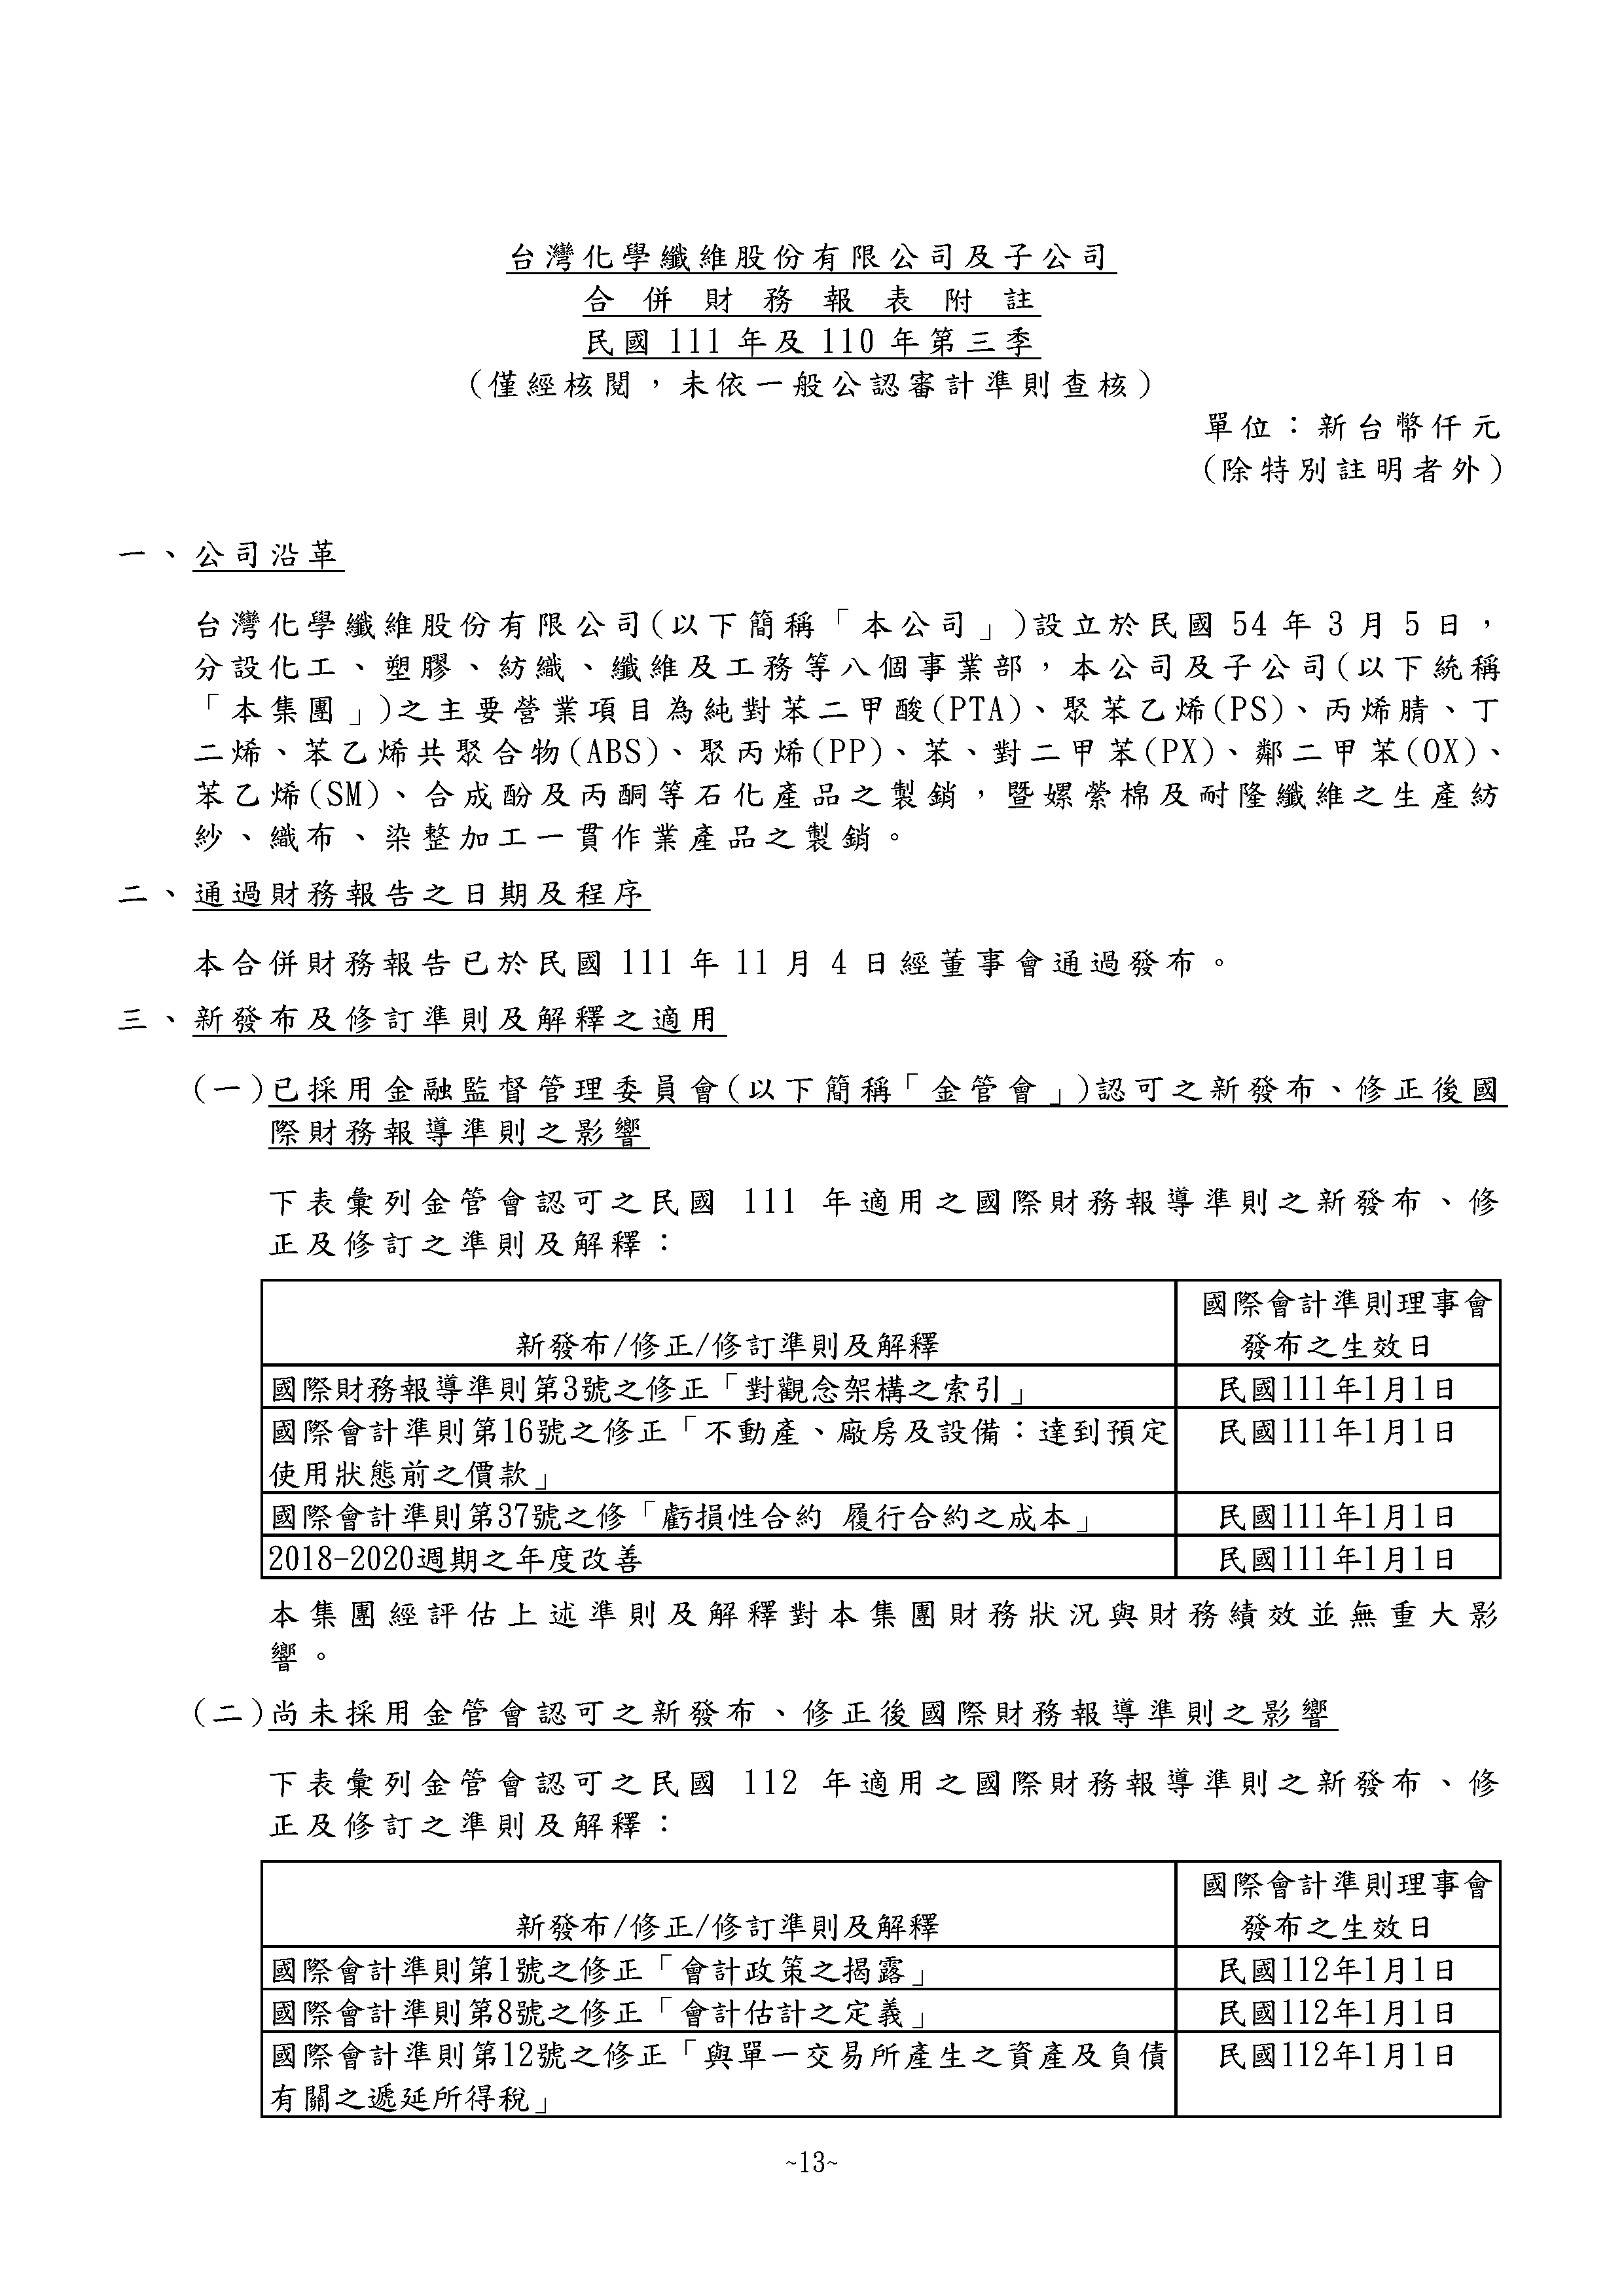 台灣化學纖維股份有限公司及子公司
合併財務報表附註
民國 111 年及 110 年第三季
(僅經核閱，未依一般公認審計準則查核)
單位：新台幣仟元
(除特別註明者外)
一、公司沿革
台灣化學纖維股份有限公司(以下簡稱「本公司」)設立於民國 54 年 3 月 5 日，
分設化工、塑膠、紡織、纖維及工務等八個事業部，本公司及子公司(以下統稱
「本集團」)之主要營業項目為純對苯二甲酸(PTA)、聚苯乙烯(PS)、丙烯腈、丁
二烯、苯乙烯共聚合物(ABS)、聚丙烯(PP)、苯、對二甲苯(PX)、鄰二甲苯(OX)、
苯乙烯(SM)、合成酚及丙酮等石化產品之製銷，暨嫘縈棉及耐隆纖維之生產紡
紗、織布、染整加工一貫作業產品之製銷。
二、通過財務報告之日期及程序
本合併財務報告已於民國 111 年 11 月 4 日經董事會通過發布。
三、新發布及修訂準則及解釋之適用
(一)已採用金融監督管理委員會(以下簡稱「金管會」)認可之新發布、修正後國
際財務報導準則之影響
下表彙列金管會認可之民國 111 年適用之國際財務報導準則之新發布、修
正及修訂之準則及解釋：
國際會計準則理事會
新發布/修正/修訂準則及解釋 發布之生效日
國際財務報導準則第3號之修正「對觀念架構之索引」 民國111年1月1日
國際會計準則第16號之修正「不動產、廠房及設備：達到預定 民國111年1月1日
使用狀態前之價款」
國際會計準則第37號之修「虧損性合約 履行合約之成本」 民國111年1月1日
2018-2020週期之年度改善 民國111年1月1日
本集團經評估上述準則及解釋對本集團財務狀況與財務績效並無重大影
響。
(二)尚未採用金管會認可之新發布、修正後國際財務報導準則之影響
下表彙列金管會認可之民國 112 年適用之國際財務報導準則之新發布、修
正及修訂之準則及解釋：
國際會計準則理事會
新發布/修正/修訂準則及解釋 發布之生效日
國際會計準則第1號之修正「會計政策之揭露」 民國112年1月1日
國際會計準則第8號之修正「會計估計之定義」 民國112年1月1日
國際會計準則第12號之修正「與單一交易所產生之資產及負債 民國112年1月1日
有關之遞延所得稅」
~13~